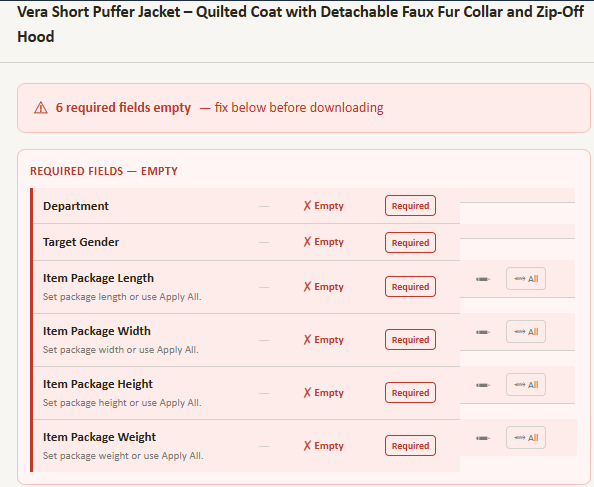 Vera Short Puffer Jacket – Quilted Coat with Detachable Faux Fur Collar and Zip-Off
Hood
⚠ 6 required fields empty — fix below before downloading
REQUIRED FIELDS — EMPTY
Department — ✗ Empty Required
Target Gender — ✗ Empty Required
Item Package Length — ✗ Empty Required ⟹ All
Set package length or use Apply All.
Item Package Width — ✗ Empty Required ⟹ All
Set package width or use Apply All.
Item Package Height — ✗ Empty Required ⟹ All
Set package height or use Apply All.
Item Package Weight — ✗ Empty Required ⟹ All
Set package weight or use Apply All.